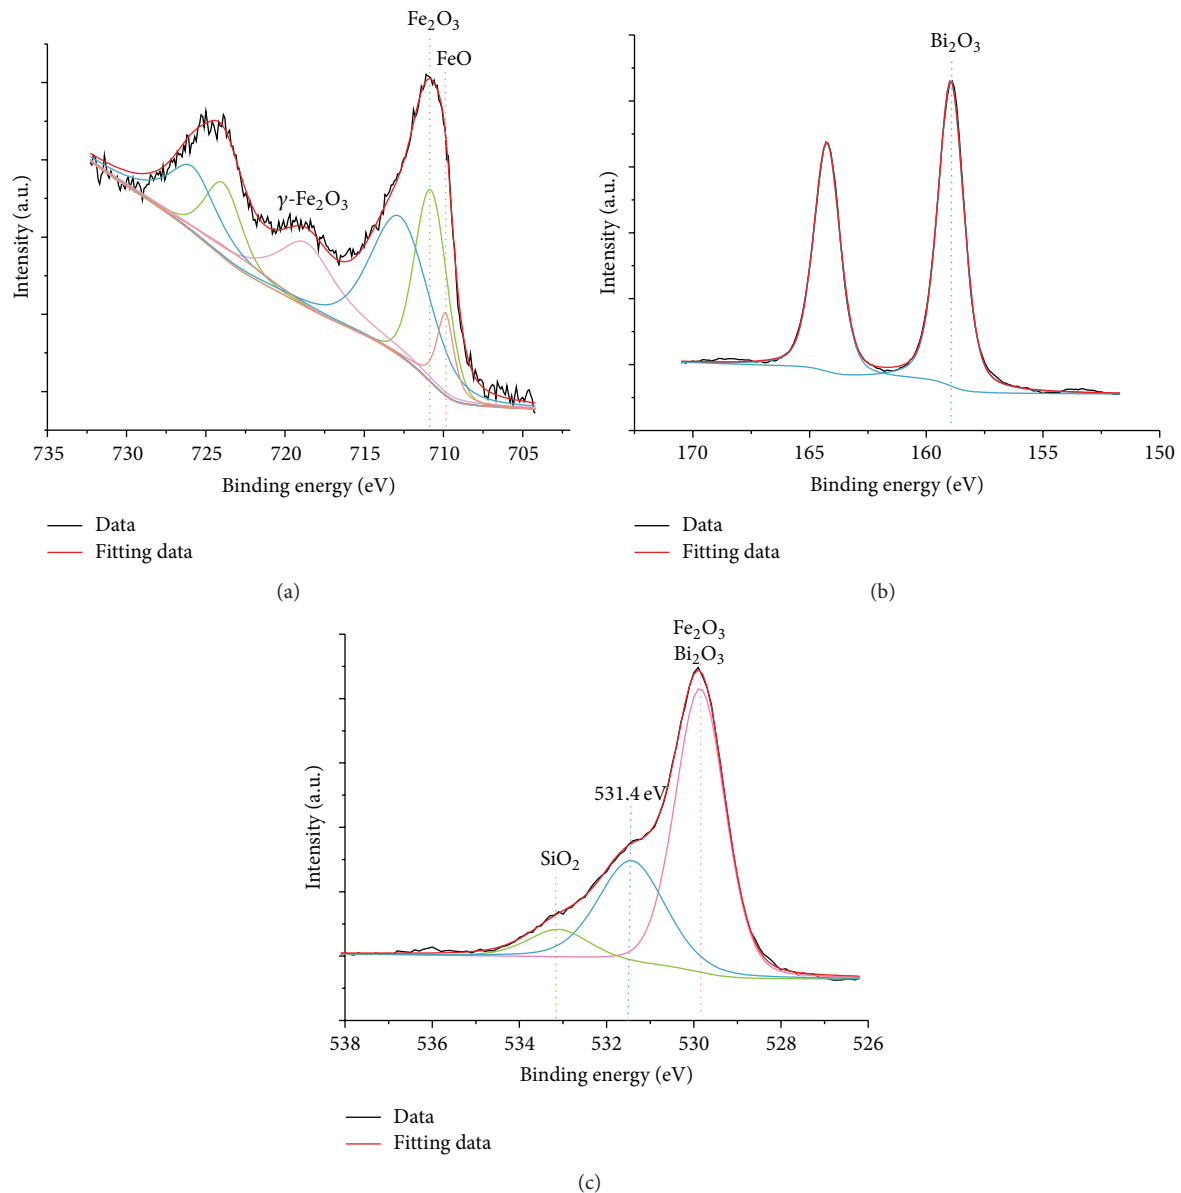 Fe₂O₃
FeO
γ-Fe₂O₃
Intensity (a.u.)
735 730 725 720 715 710 705
Binding energy (eV)
Data
Fitting data
(a)
Bi₂O₃
Intensity (a.u.)
170 165 160 155 150
Binding energy (eV)
Data
Fitting data
(b)
Fe₂O₃
Bi₂O₃
531.4 eV
SiO₂
Intensity (a.u.)
538 536 534 532 530 528 526
Binding energy (eV)
Data
Fitting data
(c)